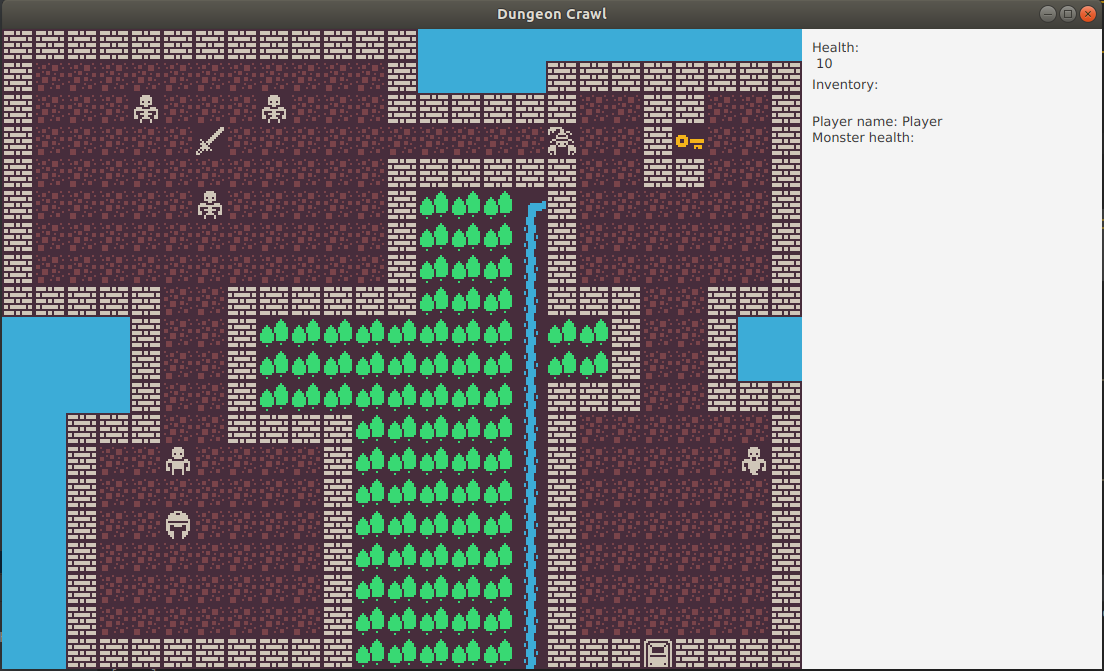 Dungeon Crawl
Health:
10
Inventory:
Player name: Player
Monster health: